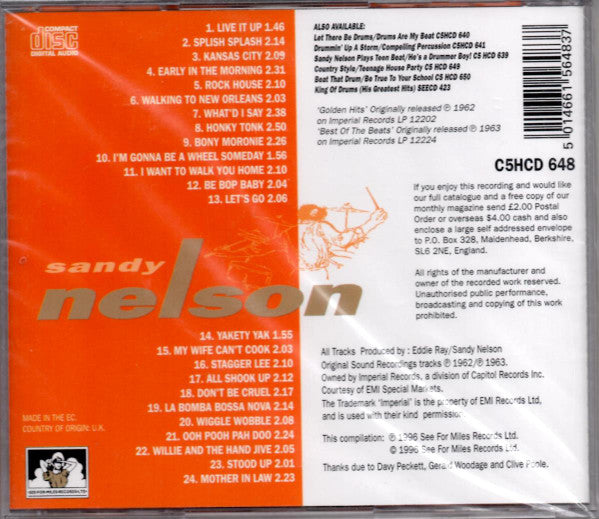 COMPACT
disc
DIGITAL AUDIO
1. LIVE IT UP 1.46
2. SPLISH SPLASH 2.14
3. KANSAS CITY 2.09
4. EARLY IN THE MORNING 2.31
5. ROCK HOUSE 2.10
6. WALKING TO NEW ORLEANS 2.03
7. WHAT'D I SAY 2.38
8. HONKY TONK 2.50
9. BONY MORONIE 2.26
10. I'M GONNA BE A WHEEL SOMEDAY 1.56
11. I WANT TO WALK YOU HOME 2.10
12. BE BOP BABY 2.04
13. LET'S GO 2.06
sandy
nelson
14. YAKETY YAK 1.55
15. MY WIFE CAN'T COOK 2.03
16. STAGGER LEE 2.10
17. ALL SHOOK UP 2.12
18. DON'T BE CRUEL 2.17
19. LA BOMBA BOSSA NOVA 2.14
20. WIGGLE WOBBLE 2.08
21. OOH POOH PAH DOO 2.24
22. WILLIE AND THE HAND JIVE 2.05
23. STOOD UP 2.01
24. MOTHER IN LAW 2.23
MADE IN THE EC.
COUNTRY OF ORIGIN: U.K.
SEE FOR MILES RECORDS LTD
ALSO AVAILABLE:
Let There Be Drums/Drums Are My Beat C5HCD 640
Drummin' Up A Storm/Compelling Percussion C5HCD 641
Sandy Nelson Plays Teen Beat/He's a Drummer Boy! C5 HCD 639
Country Style/Teenage House Party C5 HCD 649
Beat That Drum/Be True To Your School C5 HCD 650
King Of Drums (His Greatest Hits) SEECD 423
'Golden Hits' Originally released ℗ 1962
on Imperial Records LP 12202
'Best Of The Beats' Originally released ℗ 1963
on Imperial Records LP 12224
5 014661 564837
C5HCD 648
If you enjoy this recording and would like
our full catalogue and a free copy of our
monthly magazine send £2.00 Postal
Order or overseas $4.00 cash and also
enclose a large self addressed envelope
to P.O. Box 328, Maidenhead, Berkshire,
SL6 2NE, England.
All rights of the manufacturer and
owner of the recorded work reserved.
Unauthorised public performance,
broadcasting and copying of this work
prohibited.
All Tracks Produced by : Eddie Ray/Sandy Nelson
Original Sound Recordings tracks ℗ 1962/℗ 1963.
Owned by Imperial Records, a division of Capitol Records Inc.
Courtesy of EMI Special Markets.
The Trademark "Imperial" is the property of EMI Records Ltd,
and is used with their kind permission.
This compilation: ℗ 1996 See For Miles Records Ltd.
© 1996 See For Miles Records Ltd.
Thanks due to Davy Peckett, Gerard Woodage and Clive Poole.